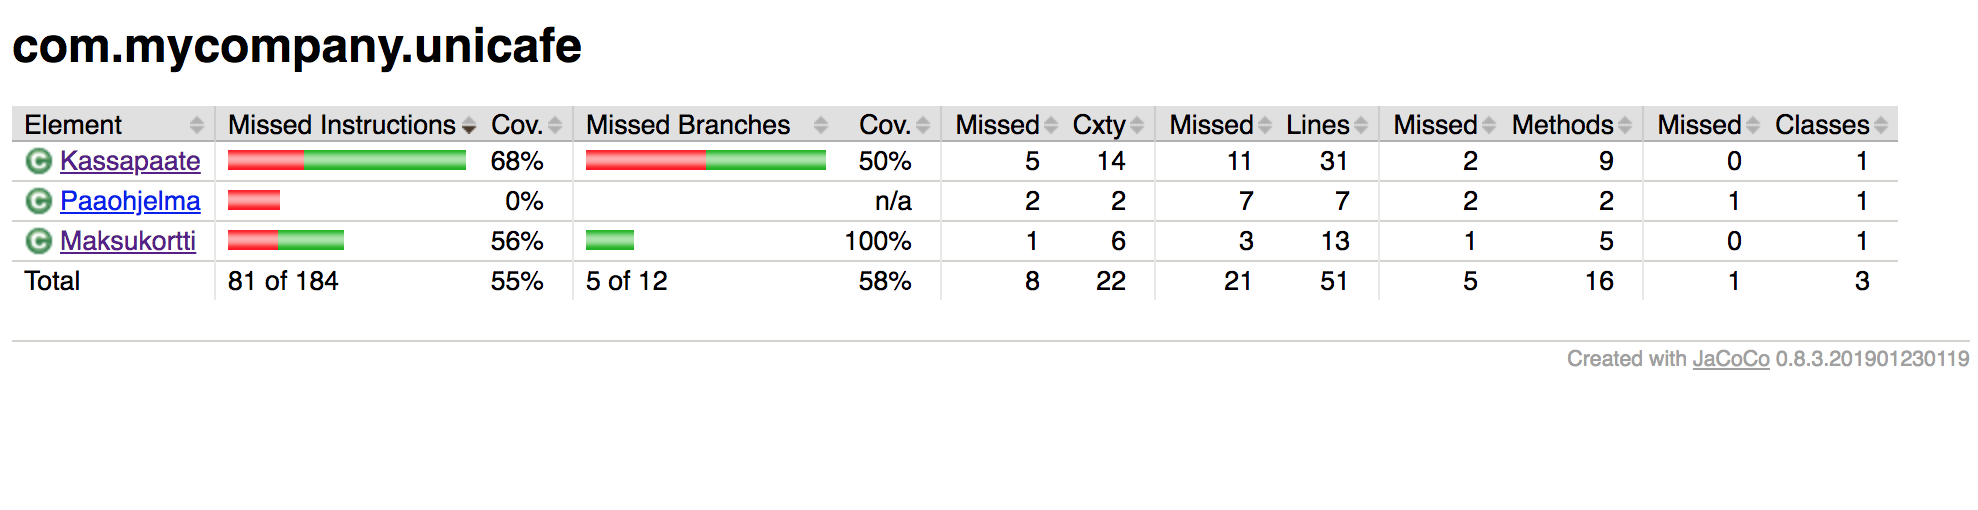 com.mycompany.unicafe
Element Missed Instructions Cov. Missed Branches Cov. Missed Cxty Missed Lines Missed Methods Missed Classes
C Kassapaate 68% 50% 5 14 11 31 2 9 0 1
C Paaohjelma 0% n/a 2 2 7 7 2 2 1 1
C Maksukortti 56% 100% 1 6 3 13 1 5 0 1
Total 81 of 184 55% 5 of 12 58% 8 22 21 51 5 16 1 3
Created with JaCoCo 0.8.3.201901230119